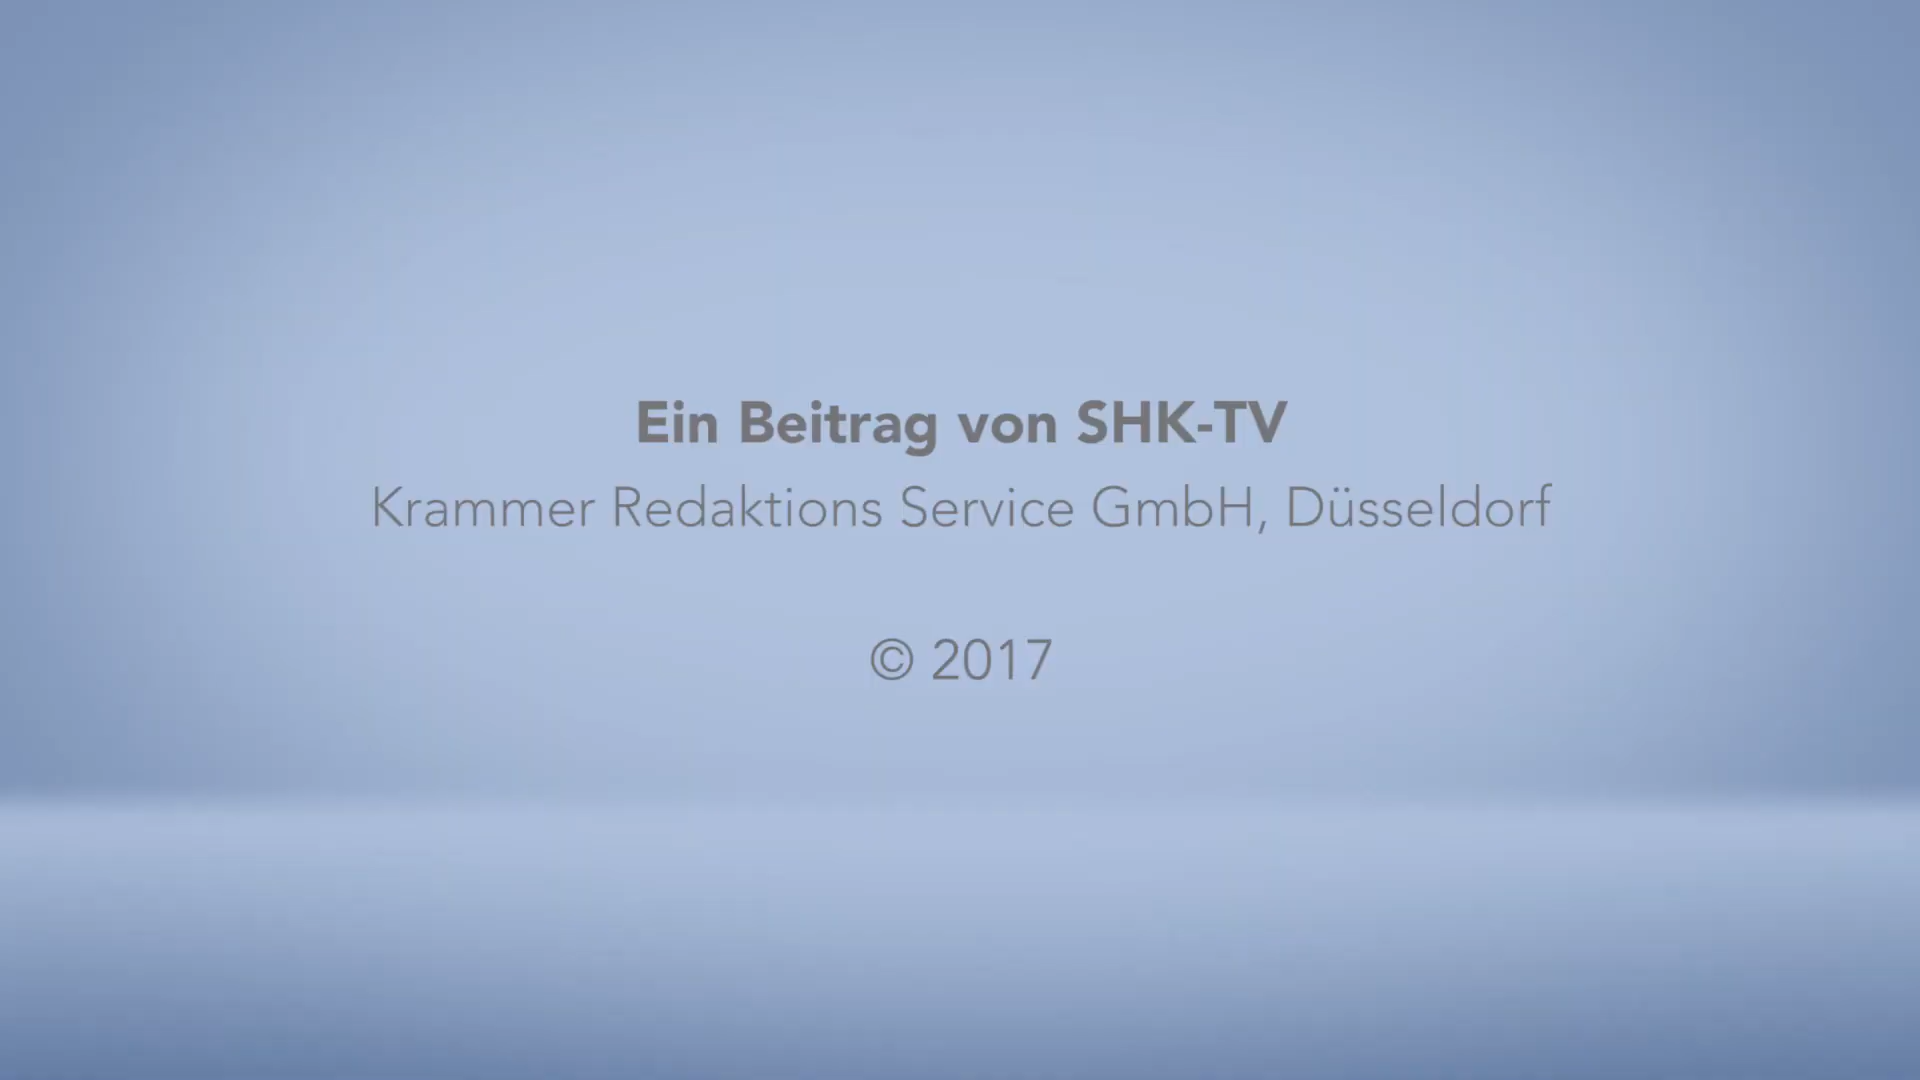 Ein Beitrag von SHK-TV
Krammer Redaktions Service GmbH, Düsseldorf
© 2017